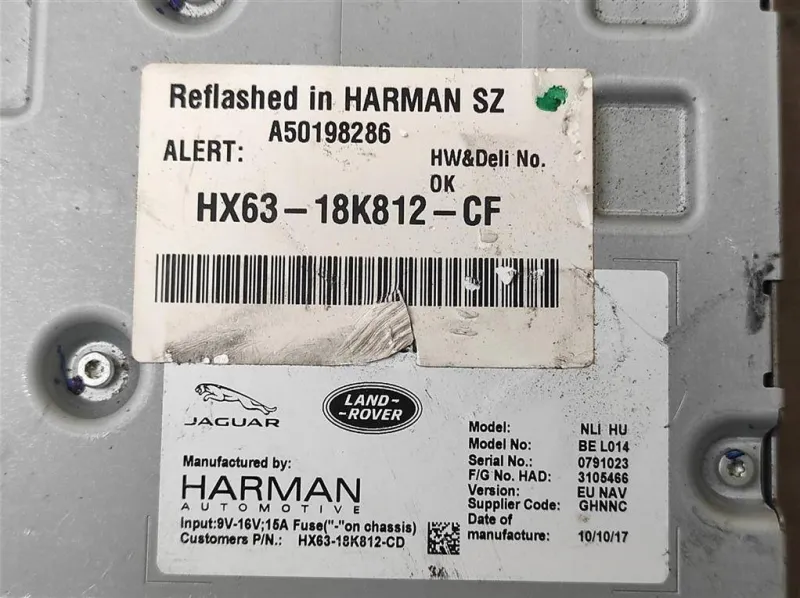 Reflashed in HARMAN SZ
A50198286
ALERT:
HW&Deli No.
OK
HX63-18K812-CF
JAGUAR
LAND-
-ROVER
Manufactured by:
HARMAN
AUTOMOTIVE
Input:9V-16V;15A Fuse("-"on chassis)
Customers P/N.: HX63-18K812-CD
Model: NLI HU
Model No: BE L014
Serial No.: 0791023
F/G No. HAD: 3105466
Version: EU NAV
Supplier Code: GHNNC
Date of
manufacture: 10/10/17